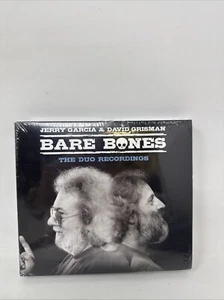 JERRY GARCIA & DAVID GRISMAN
BARE BONES
THE DUO RECORDINGS